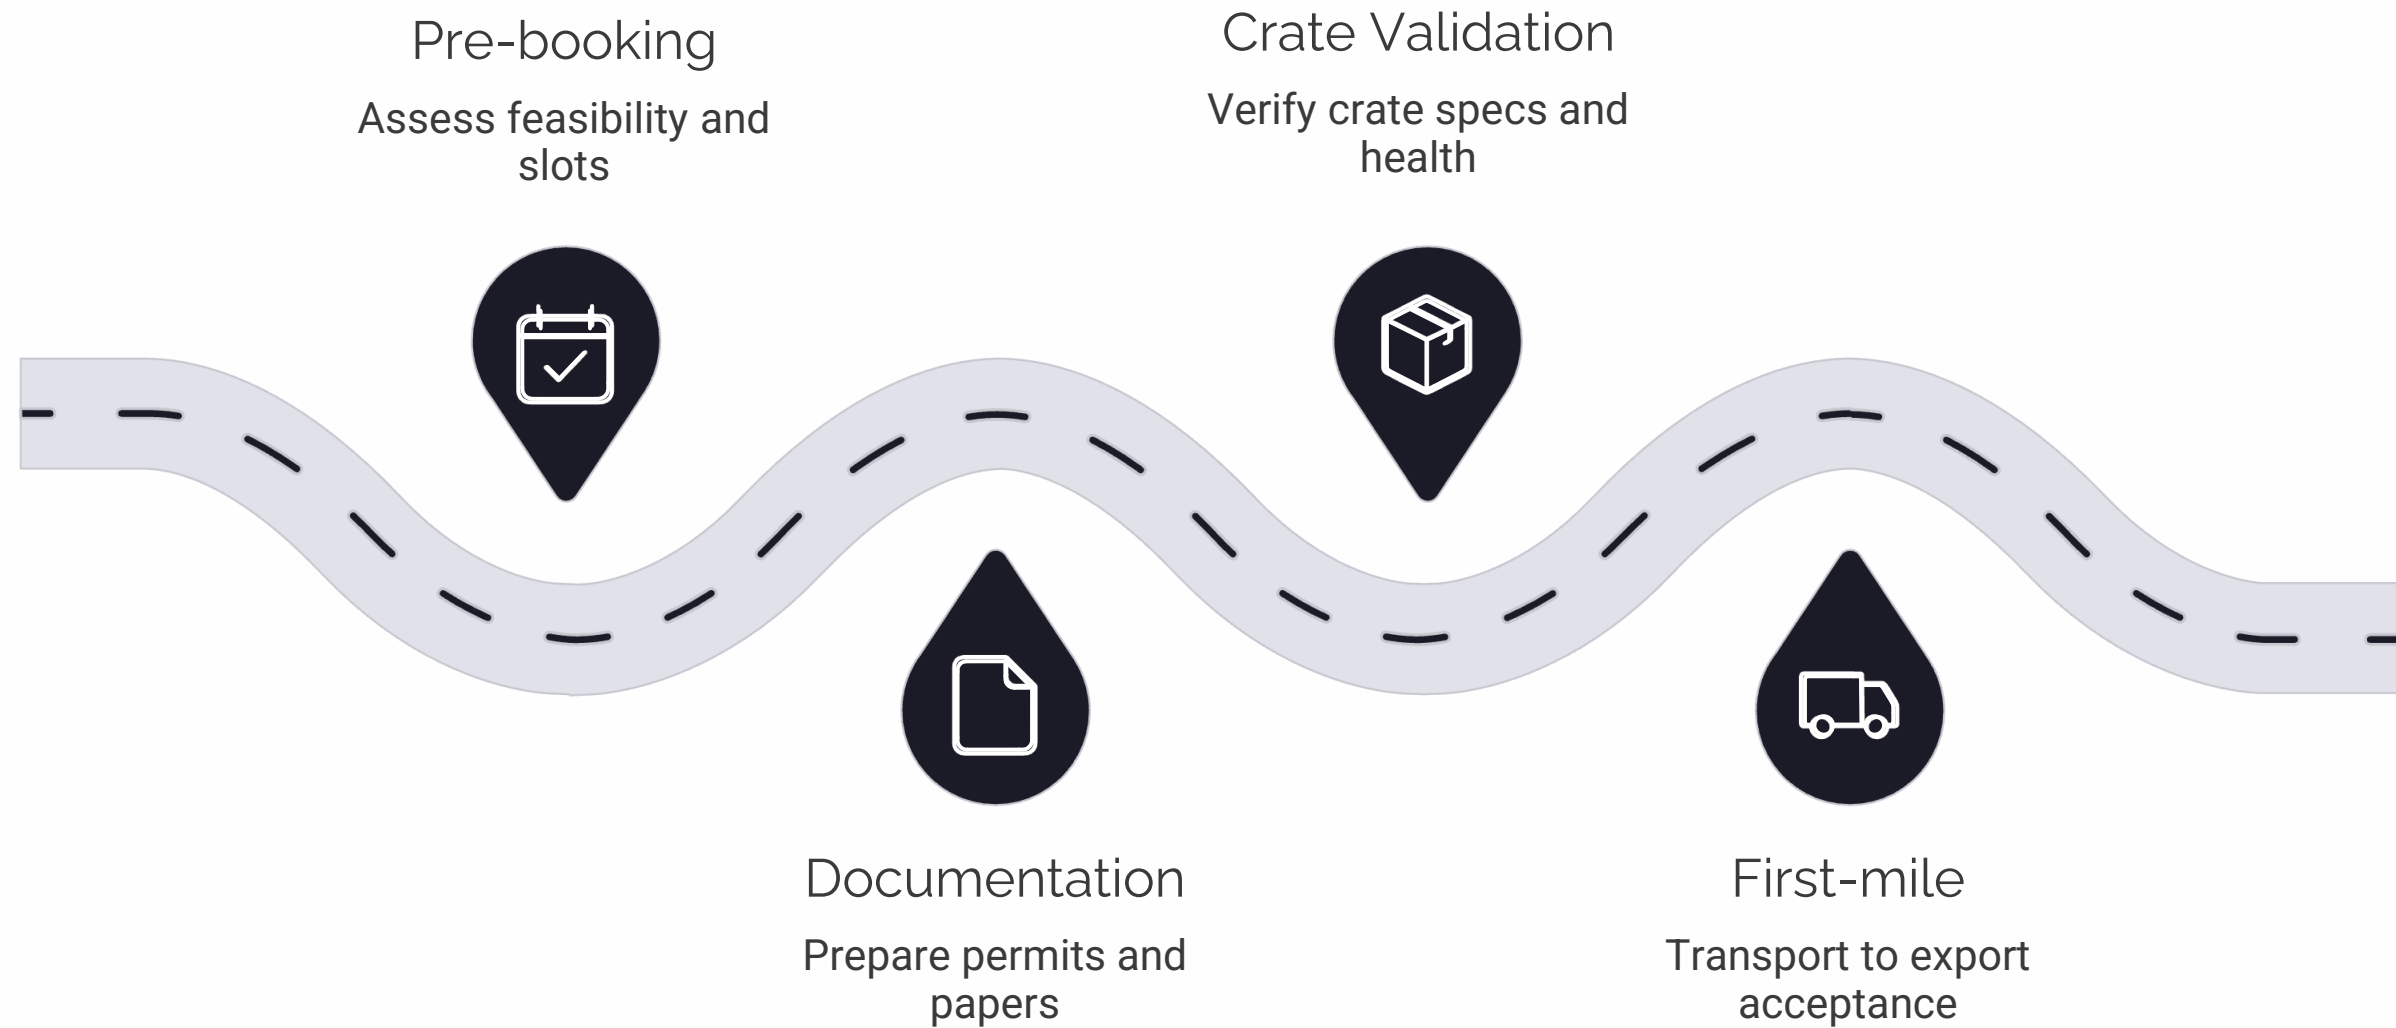 Pre-booking
Assess feasibility and
slots
Crate Validation
Verify crate specs and
health
Documentation
Prepare permits and
papers
First-mile
Transport to export
acceptance